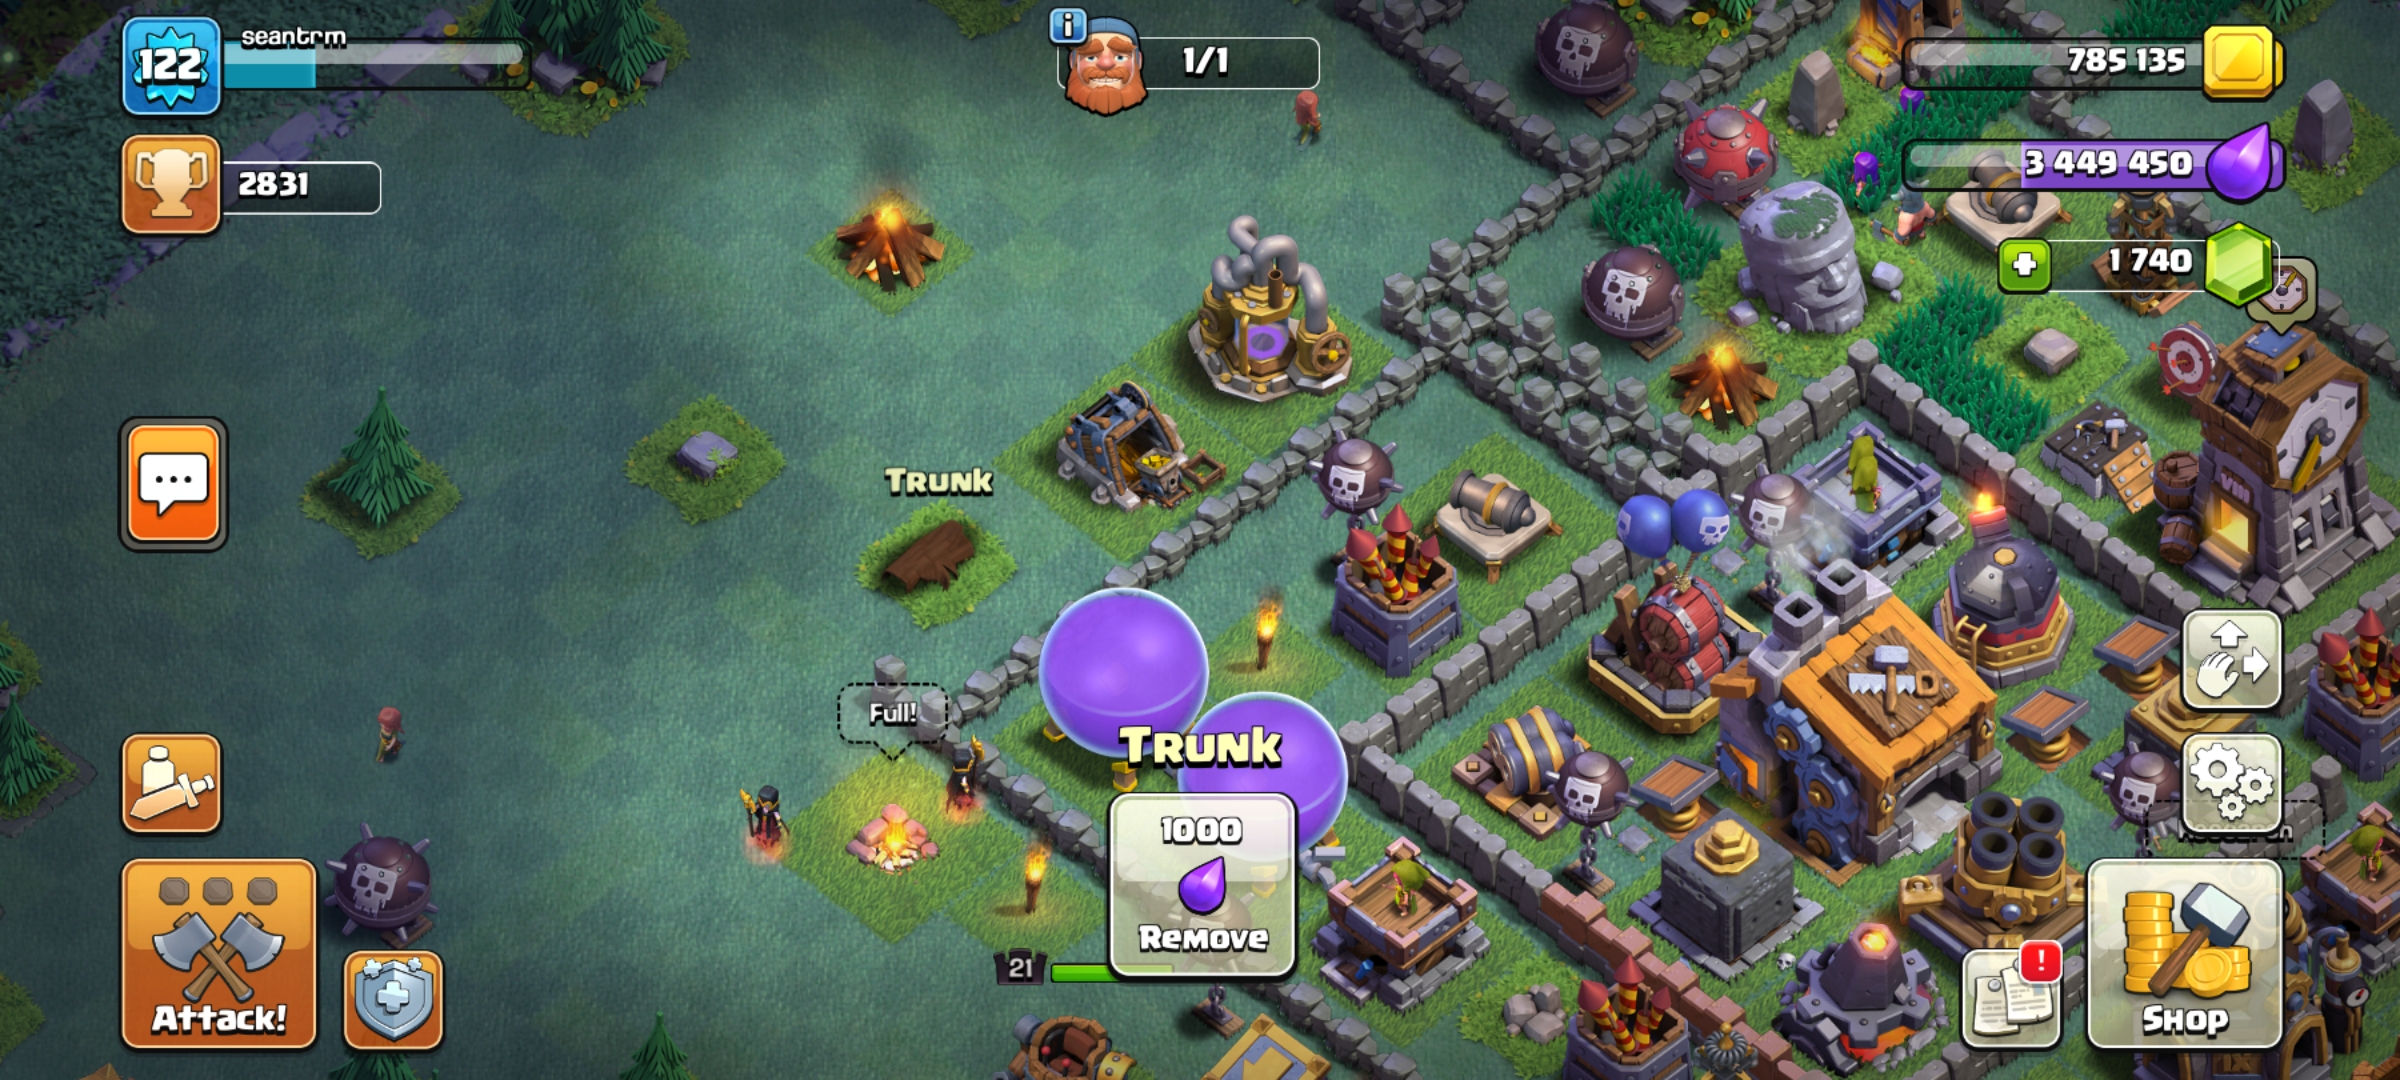 122
seantrm
i
1/1
785 135
2831
3 449 450
1 740
Trunk
VIII
Full!
Trunk
1000
Remove
21
Attack!
!
Shop